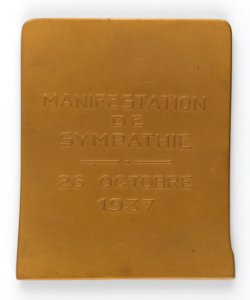 MANIFESTATION
DE
SYMPATHIE
26 OCTOBRE
1937